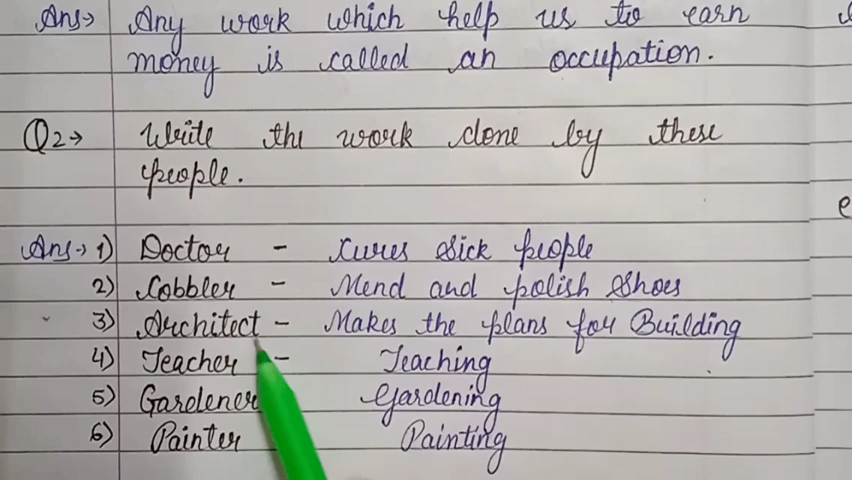 Ans→ Any work which help us to earn
money is called an occupation.
Q2→ Write the work done by these
people.
Ans→ 1) Doctor - Cures Sick people
2) Cobbler - Mend and polish Shoes
3) Architect - Makes the plans for Building
4) Teacher - Teaching
5) Gardener Gardening
6) Painter Painting